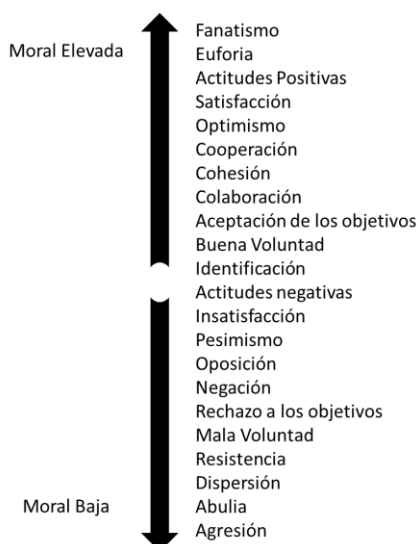 Moral Elevada
Fanatismo
Euforia
Actitudes Positivas
Satisfacción
Optimismo
Cooperación
Cohesión
Colaboración
Aceptación de los objetivos
Buena Voluntad
Identificación
Actitudes negativas
Insatisfacción
Pesimismo
Oposición
Negación
Rechazo a los objetivos
Mala Voluntad
Resistencia
Dispersión
Moral Baja
Abulia
Agresión